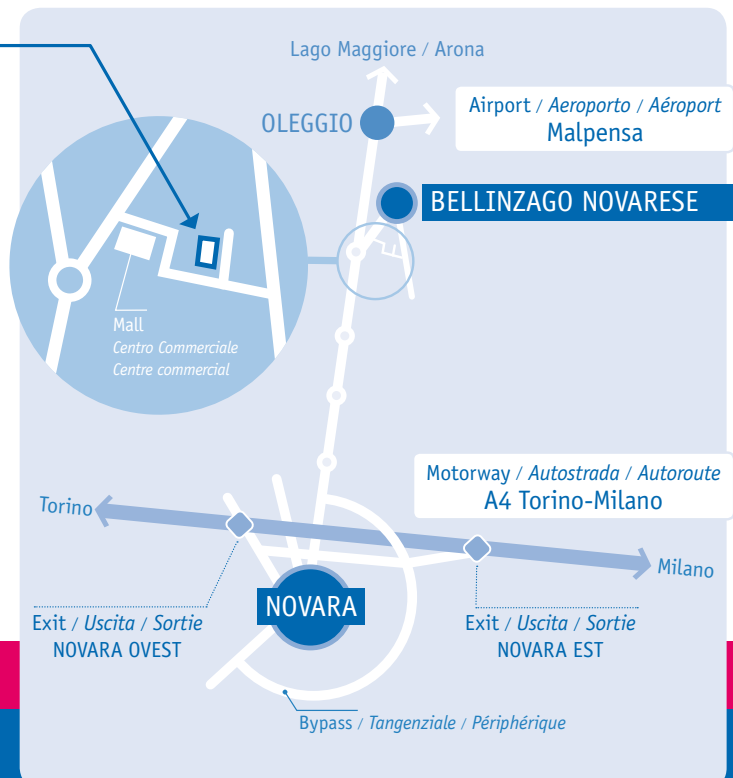 Lago Maggiore / Arona
OLEGGIO
Airport / Aeroporto / Aéroport
Malpensa
BELLINZAGO NOVARESE
Mall
Centro Commerciale
Centre commercial
Motorway / Autostrada / Autoroute
A4 Torino-Milano
Torino
Milano
NOVARA
Exit / Uscita / Sortie
NOVARA OVEST
Exit / Uscita / Sortie
NOVARA EST
Bypass / Tangenziale / Périphérique